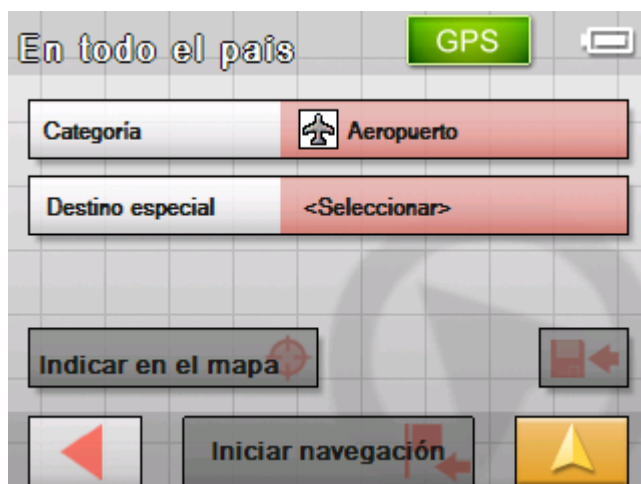 En todo el país
GPS
Categoría
Aeropuerto
Destino especial
<Seleccionar>
Indicar en el mapa
Iniciar navegación